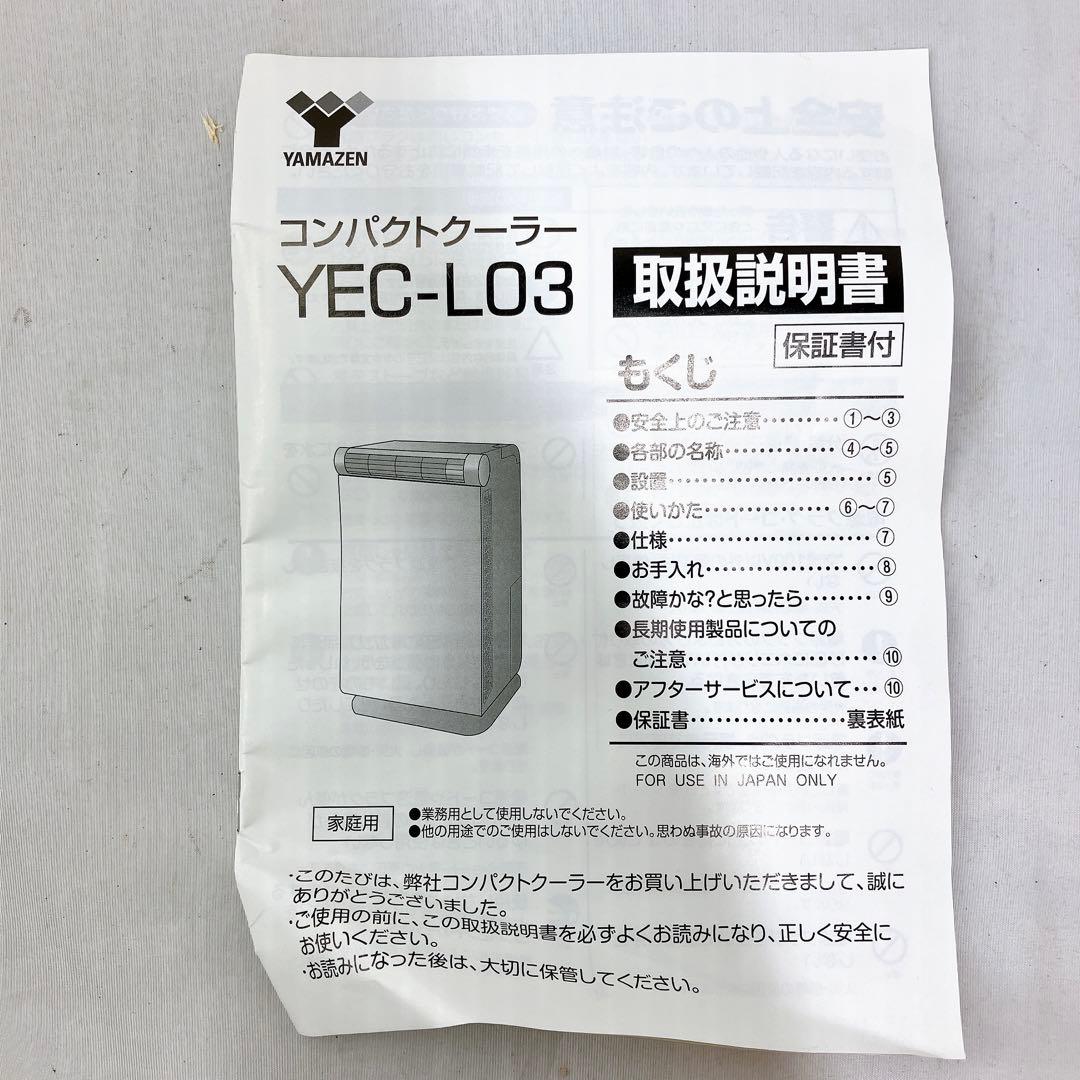 YAMAZEN
コンパクトクーラー
YEC-L03
取扱説明書
保証書付
もくじ
●安全上のご注意………①～③
●各部の名称…………④～⑤
●設置……………………⑤
●使いかた……………⑥～⑦
●仕様……………………⑦
●お手入れ…………………⑧
●故障かな?と思ったら………⑨
●長期使用製品についての
ご注意……………………⑩
●アフターサービスについて…⑩
●保証書………………裏表紙
この商品は、海外ではご使用になれません。
FOR USE IN JAPAN ONLY
家庭用
●業務用として使用しないでください。
●他の用途でのご使用はしないでください。思わぬ事故の原因になります。
・このたびは、弊社コンパクトクーラーをお買い上げいただきまして、誠に
ありがとうございました。
・ご使用の前に、この取扱説明書を必ずよくお読みになり、正しく安全に
お使いください。
・お読みになった後は、大切に保管してください。